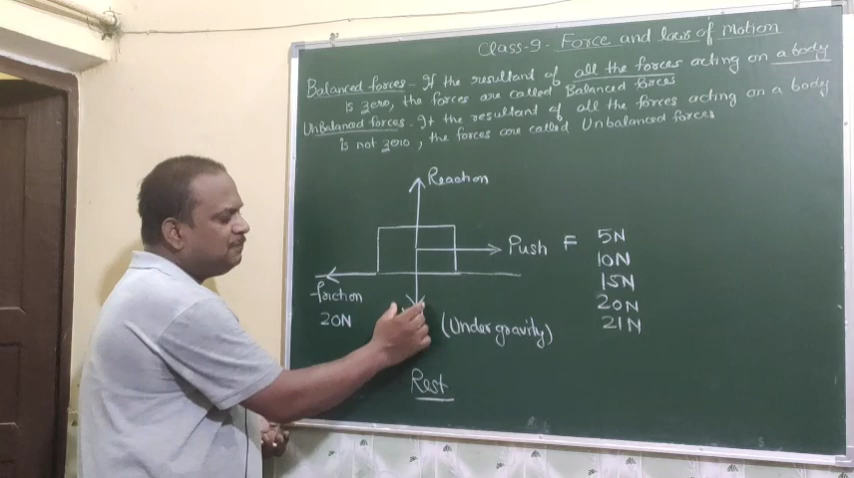 Class-9. Force and laws of Motion
Balanced forces - If the resultant of all the forces acting on a body
is zero, the forces are called Balanced forces
UnBalanced forces - If the resultant of all the forces acting on a body
is not zero, the forces are called Unbalanced forces
Reaction
Push F 5N
10N
15N
20N
21N
friction
20N
(Under gravity)
Rest